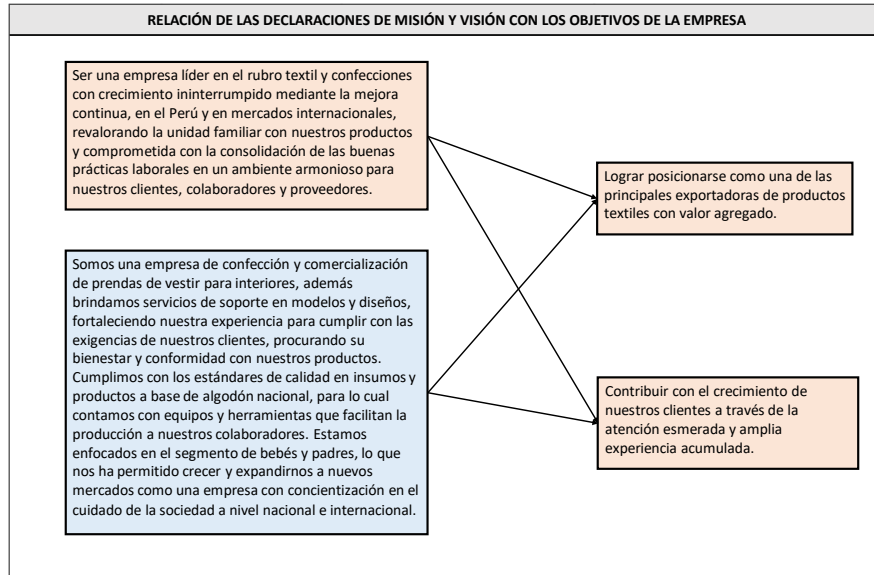 RELACIÓN DE LAS DECLARACIONES DE MISIÓN Y VISIÓN CON LOS OBJETIVOS DE LA EMPRESA
Ser una empresa líder en el rubro textil y confecciones
con crecimiento ininterrumpido mediante la mejora
continua, en el Perú y en mercados internacionales,
revalorando la unidad familiar con nuestros productos
y comprometida con la consolidación de las buenas
prácticas laborales en un ambiente armonioso para
nuestros clientes, colaboradores y proveedores.
Lograr posicionarse como una de las
principales exportadoras de productos
textiles con valor agregado.
Somos una empresa de confección y comercialización
de prendas de vestir para interiores, además
brindamos servicios de soporte en modelos y diseños,
fortaleciendo nuestra experiencia para cumplir con las
exigencias de nuestros clientes, procurando su
bienestar y conformidad con nuestros productos.
Cumplimos con los estándares de calidad en insumos y
productos a base de algodón nacional, para lo cual
contamos con equipos y herramientas que facilitan la
producción a nuestros colaboradores. Estamos
enfocados en el segmento de bebés y padres, lo que
nos ha permitido crecer y expandirnos a nuevos
mercados como una empresa con concientización en el
cuidado de la sociedad a nivel nacional e internacional.
Contribuir con el crecimiento de
nuestros clientes a través de la
atención esmerada y amplia
experiencia acumulada.